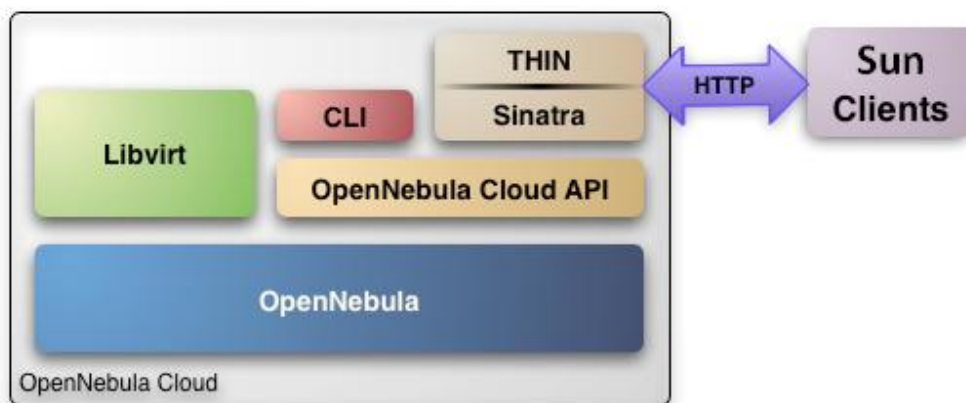 THIN
Sinatra
HTTP
Sun
Clients
CLI
Libvirt
OpenNebula Cloud API
OpenNebula
OpenNebula Cloud